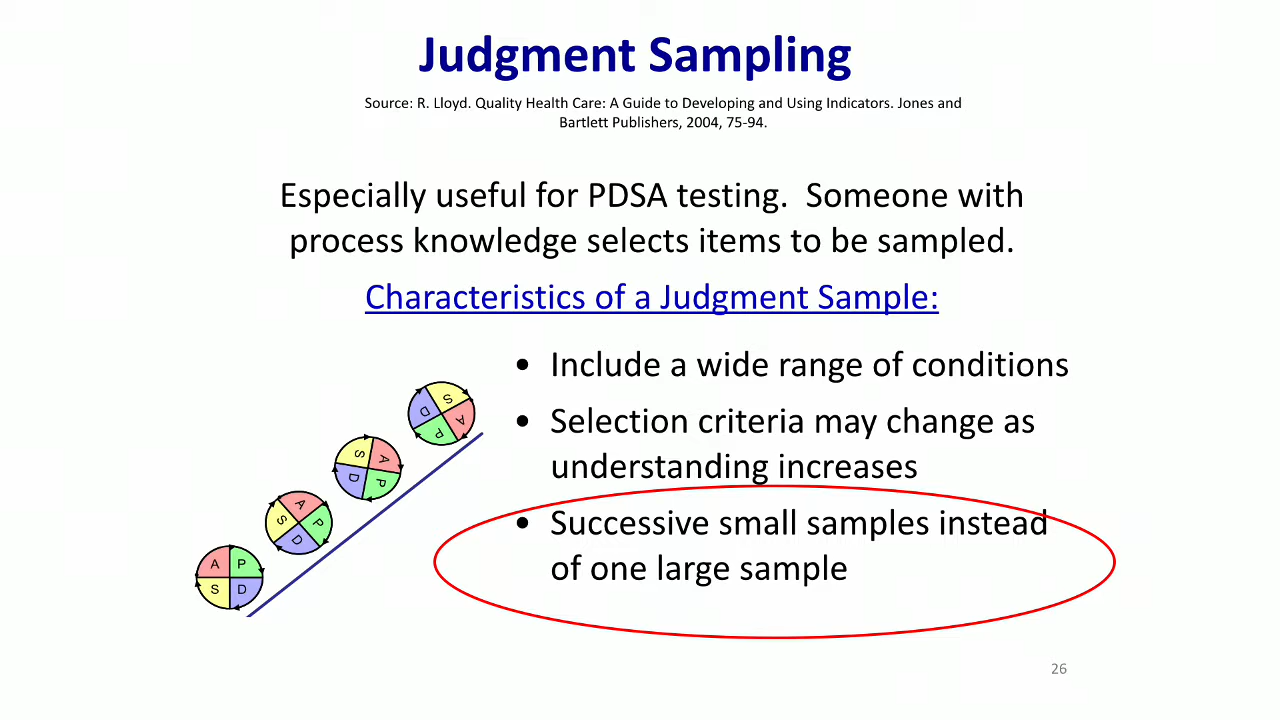 Judgment Sampling
Source: R. Lloyd. Quality Health Care: A Guide to Developing and Using Indicators. Jones and
Bartlett Publishers, 2004, 75-94.
Especially useful for PDSA testing.  Someone with
process knowledge selects items to be sampled.
Characteristics of a Judgment Sample:
• Include a wide range of conditions
• Selection criteria may change as
understanding increases
• Successive small samples instead
of one large sample
S
D A
P
S A
D P
A
S P
D
A P
S D
26